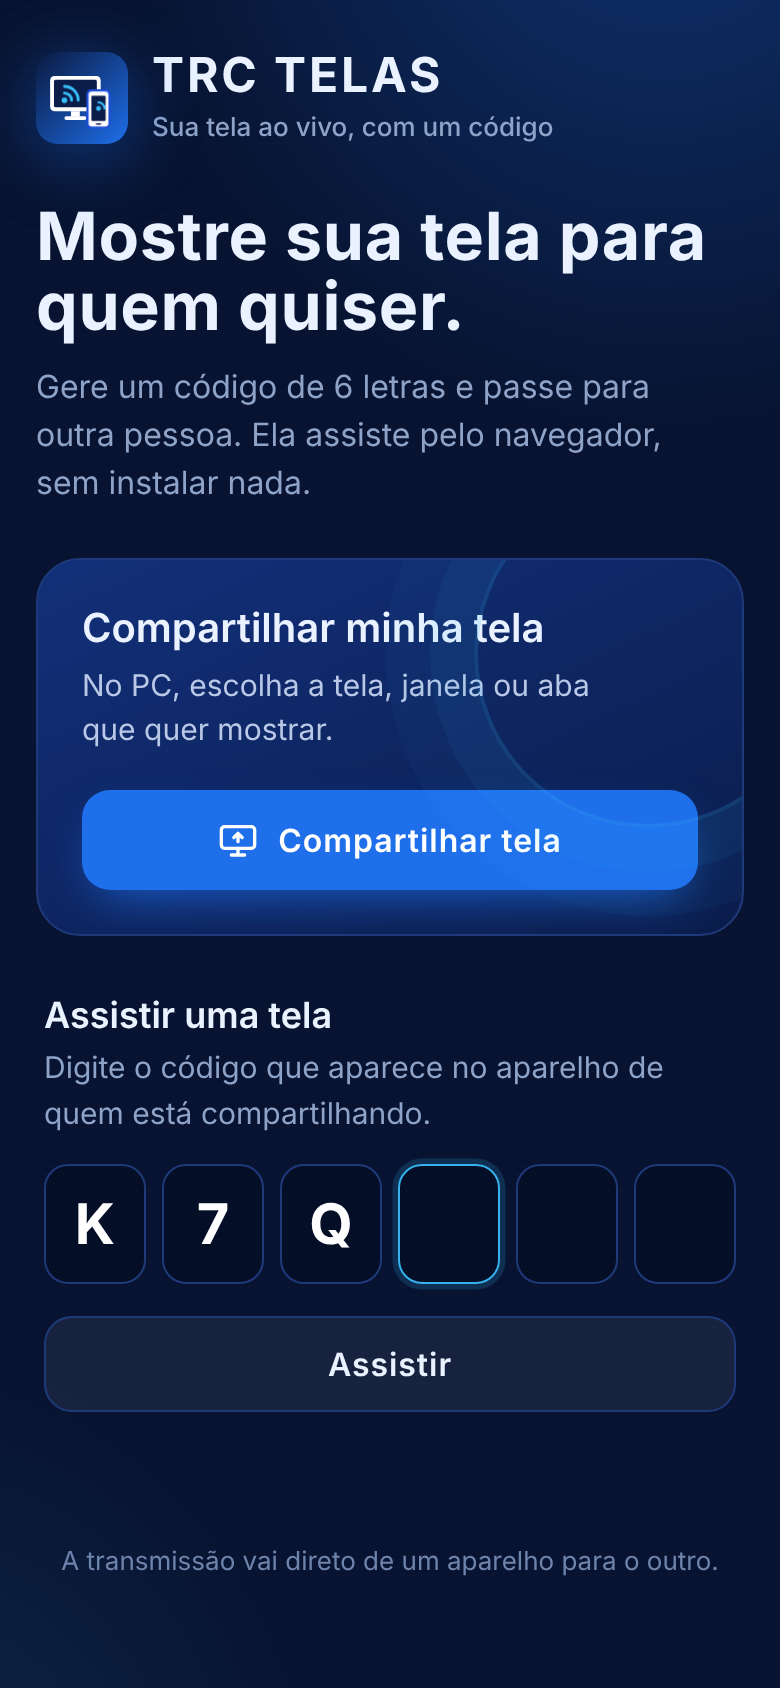 TRC TELAS
Sua tela ao vivo, com um código
Mostre sua tela para
quem quiser.
Gere um código de 6 letras e passe para
outra pessoa. Ela assiste pelo navegador,
sem instalar nada.
Compartilhar minha tela
No PC, escolha a tela, janela ou aba
que quer mostrar.
Compartilhar tela
Assistir uma tela
Digite o código que aparece no aparelho de
quem está compartilhando.
K 7 Q
Assistir
A transmissão vai direto de um aparelho para o outro.